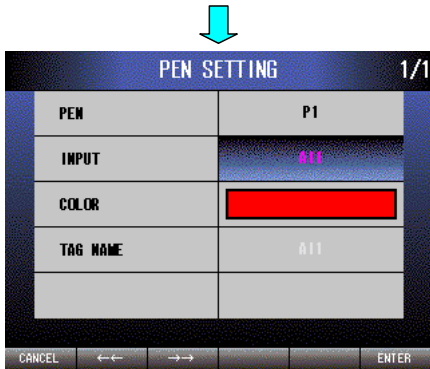 PEN SETTING 1/1
PEN P1
INPUT AI1
COLOR
TAG NAME AI1
CANCEL ←← →→ ENTER